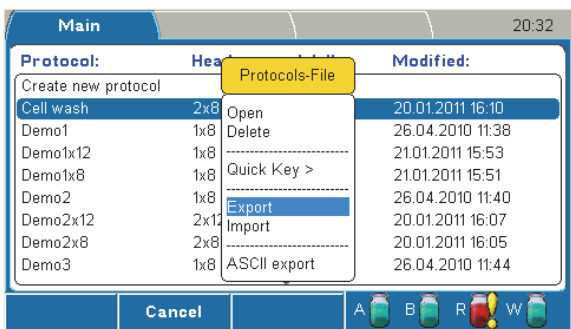 Main 20:32
Protocol: Hea Modified:
Protocols-File
Create new protocol
Cell wash 2x8 20.01.2011 16:10
Open
Demo1 1x8 Delete 26.04.2010 11:38
Demo1x12 1x8 21.01.2011 15:53
Demo1x8 1x8 Quick Key > 21.01.2011 15:51
Demo2 1x8 Export 26.04.2010 11:40
Demo2x12 2x12 Import 20.01.2011 16:07
Demo2x8 2x8 20.01.2011 16:05
Demo3 1x8 ASCII export 26.04.2010 11:44
Cancel A B R W